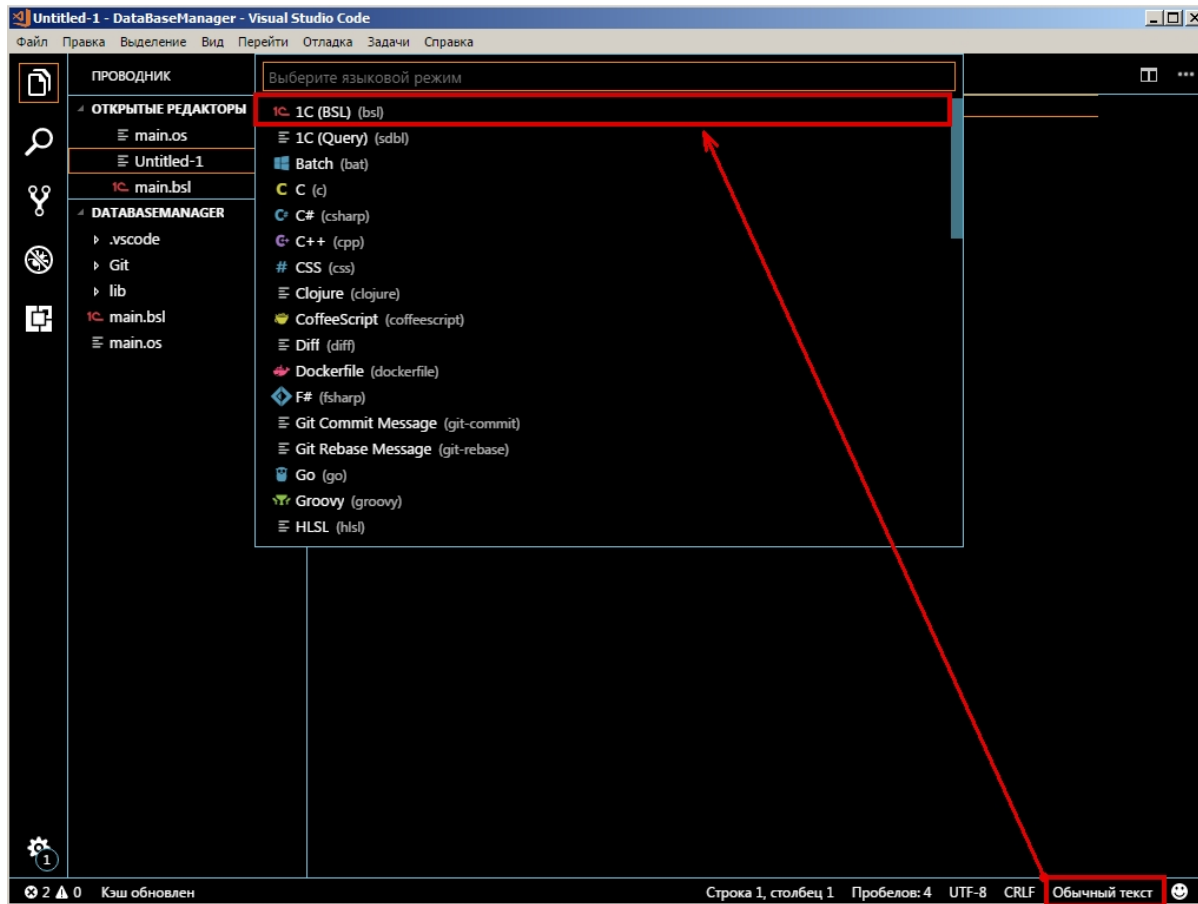 Untitled-1 - DataBaseManager - Visual Studio Code
Файл Правка Выделение Вид Перейти Отладка Задачи Справка
ПРОВОДНИК
ОТКРЫТЫЕ РЕДАКТОРЫ
main.os
Untitled-1
1C main.bsl
DATABASEMANAGER
.vscode
Git
lib
1C main.bsl
main.os
Выберите языковой режим
1C 1C (BSL) (bsl)
1C (Query) (sdbl)
Batch (bat)
C C (c)
C# C# (csharp)
C+ C++ (cpp)
# CSS (css)
Clojure (clojure)
CoffeeScript (coffeescript)
Diff (diff)
Dockerfile (dockerfile)
F# (fsharp)
Git Commit Message (git-commit)
Git Rebase Message (git-rebase)
Go (go)
Groovy (groovy)
HLSL (hlsl)
1
2 0 Кэш обновлен Строка 1, столбец 1 Пробелов: 4 UTF-8 CRLF Обычный текст